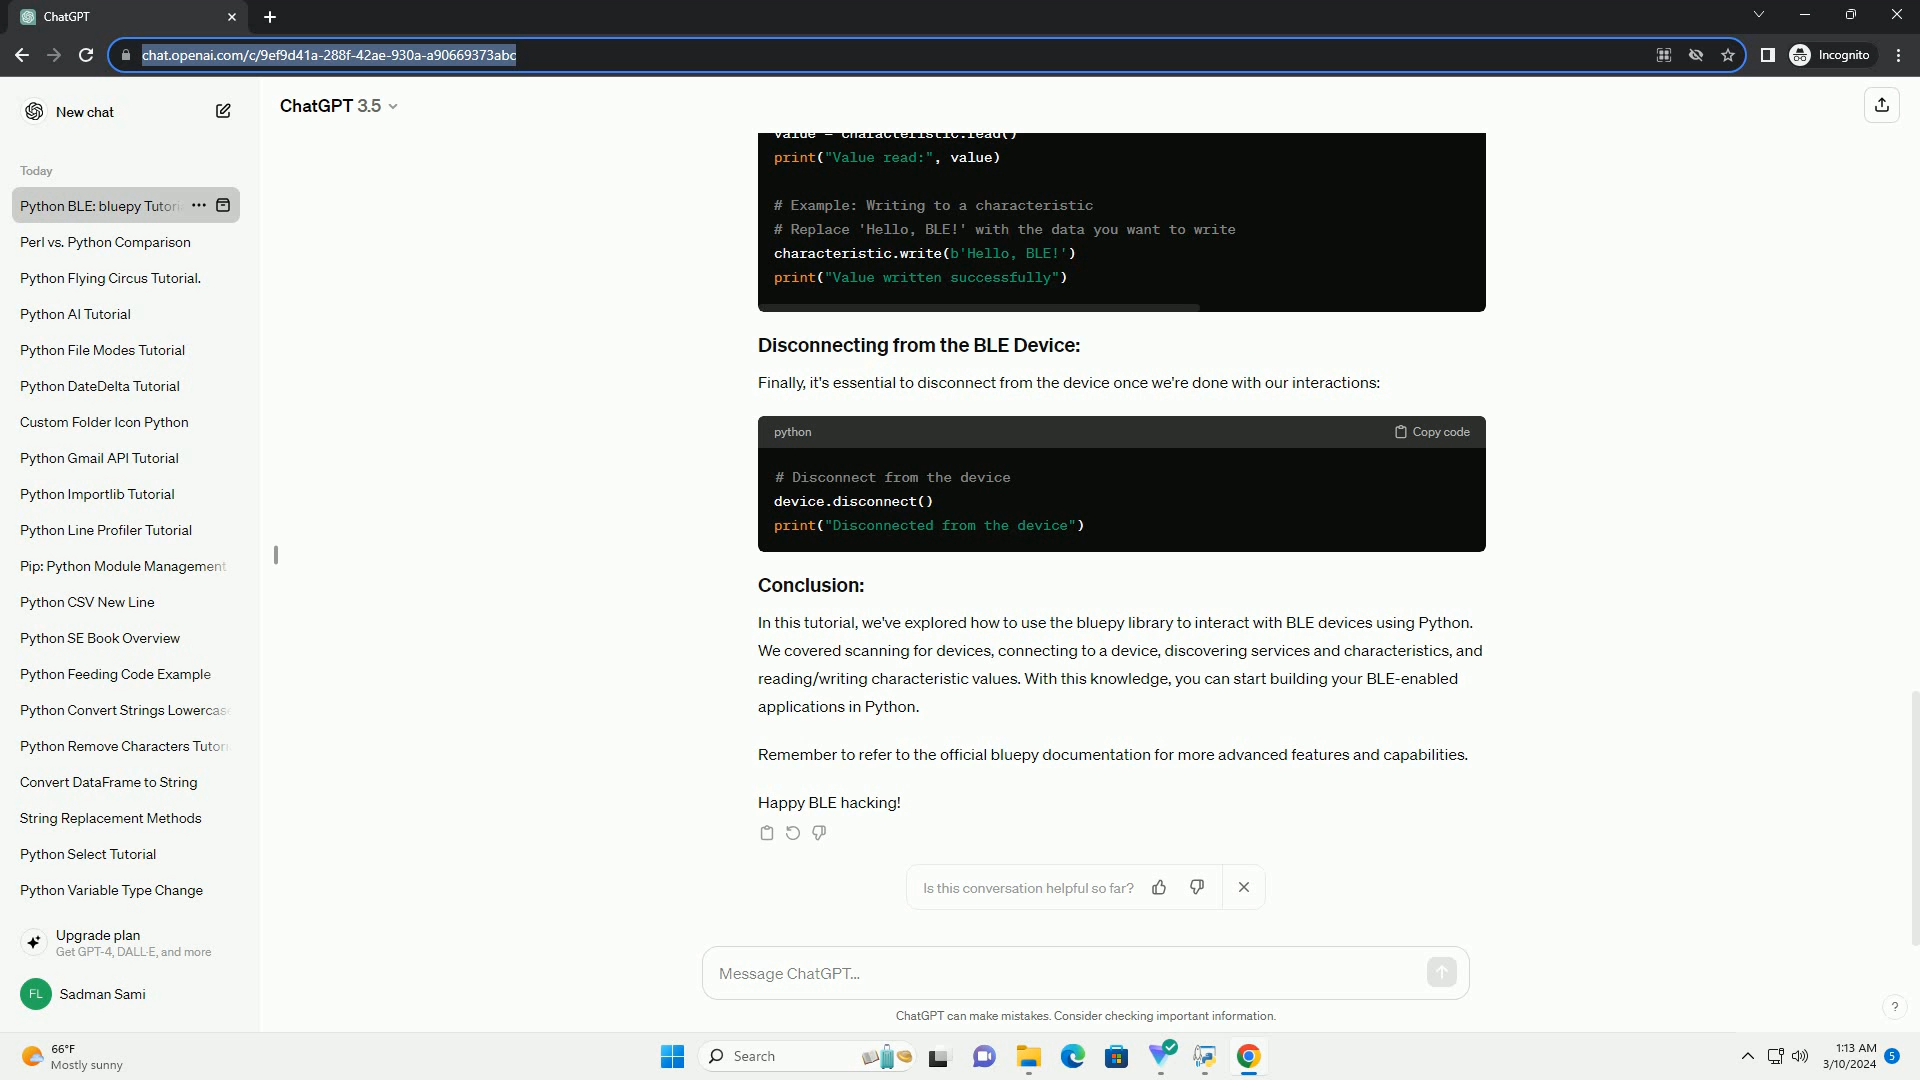 ChatGPT
chat.openai.com/c/9ef9d41a-288f-42ae-930a-a90669373abc
Incognito
New chat
ChatGPT 3.5
Today
Python BLE: bluepy Tutori
Perl vs. Python Comparison
Python Flying Circus Tutorial.
Python AI Tutorial
Python File Modes Tutorial
Python DateDelta Tutorial
Custom Folder Icon Python
Python Gmail API Tutorial
Python Importlib Tutorial
Python Line Profiler Tutorial
Pip: Python Module Management
Python CSV New Line
Python SE Book Overview
Python Feeding Code Example
Python Convert Strings Lowercas
Python Remove Characters Tutori
Convert DataFrame to String
String Replacement Methods
Python Select Tutorial
Python Variable Type Change
Upgrade plan
Get GPT-4, DALL·E, and more
FL
Sadman Sami
value = characteristic.read()
print("Value read:", value)
# Example: Writing to a characteristic
# Replace 'Hello, BLE!' with the data you want to write
characteristic.write(b'Hello, BLE!')
print("Value written successfully")
Disconnecting from the BLE Device:
Finally, it's essential to disconnect from the device once we're done with our interactions:
python
Copy code
# Disconnect from the device
device.disconnect()
print("Disconnected from the device")
Conclusion:
In this tutorial, we've explored how to use the bluepy library to interact with BLE devices using Python.
We covered scanning for devices, connecting to a device, discovering services and characteristics, and
reading/writing characteristic values. With this knowledge, you can start building your BLE-enabled
applications in Python.
Remember to refer to the official bluepy documentation for more advanced features and capabilities.
Happy BLE hacking!
Is this conversation helpful so far?
Message ChatGPT...
ChatGPT can make mistakes. Consider checking important information.
?
66°F
Mostly sunny
Search
1:13 AM
3/10/2024
5